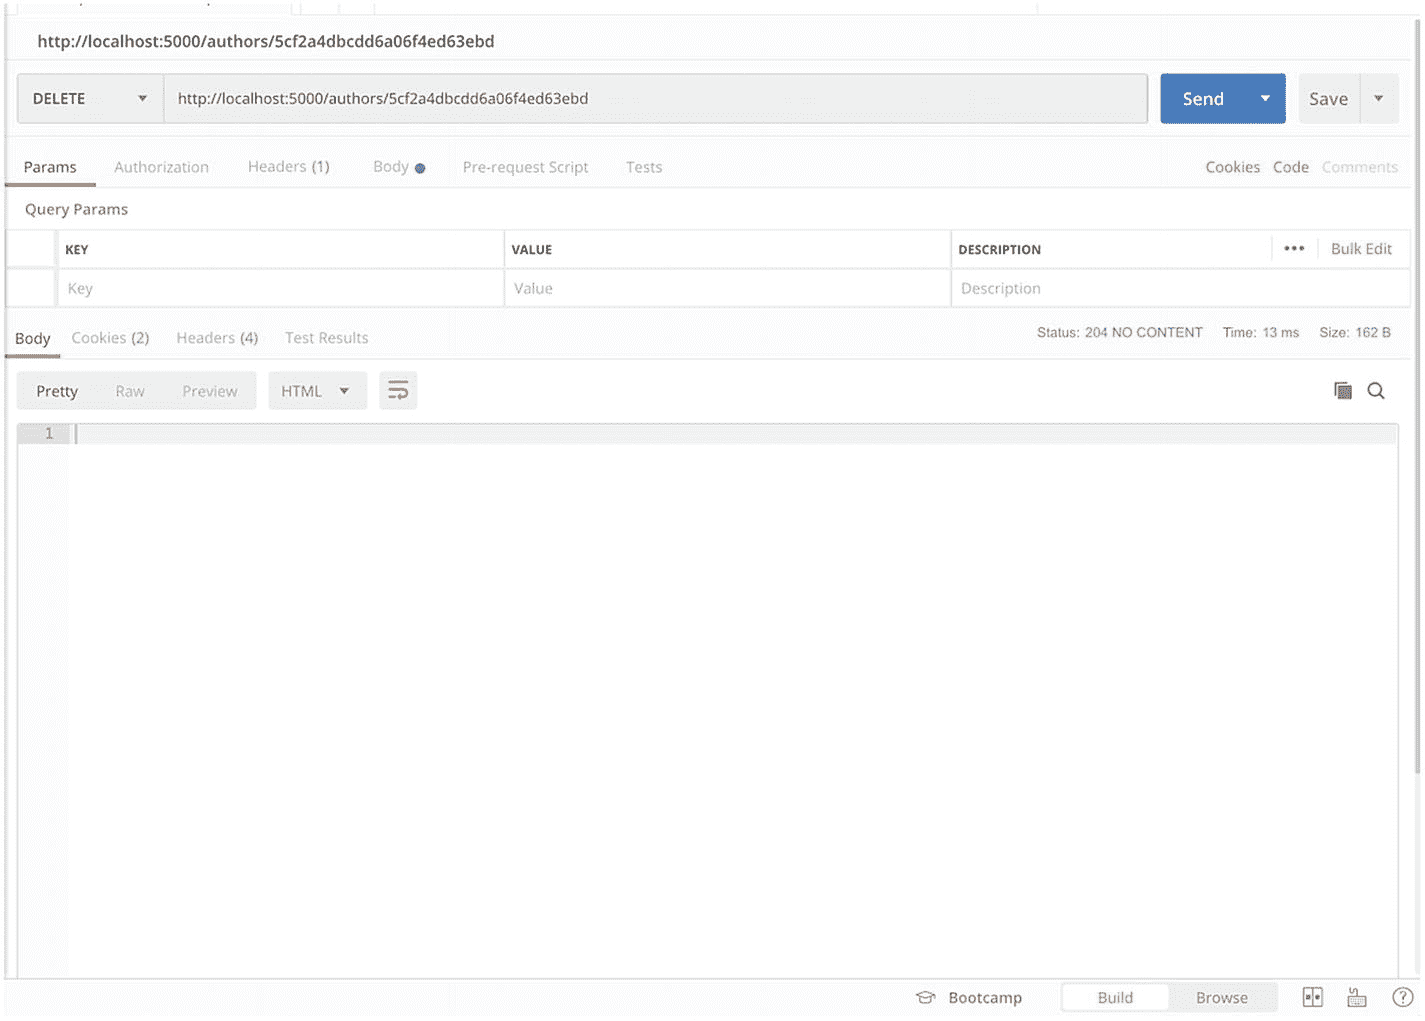 http://localhost:5000/authors/5cf2a4dbcdd6a06f4ed63ebd
DELETE http://localhost:5000/authors/5cf2a4dbcdd6a06f4ed63ebd Send Save
Params Authorization Headers (1) Body Pre-request Script Tests Cookies Code Comments
Query Params
KEY VALUE DESCRIPTION ••• Bulk Edit
Key Value Description
Body Cookies (2) Headers (4) Test Results Status: 204 NO CONTENT Time: 13 ms Size: 162 B
Pretty Raw Preview HTML
1
Bootcamp Build Browse ?